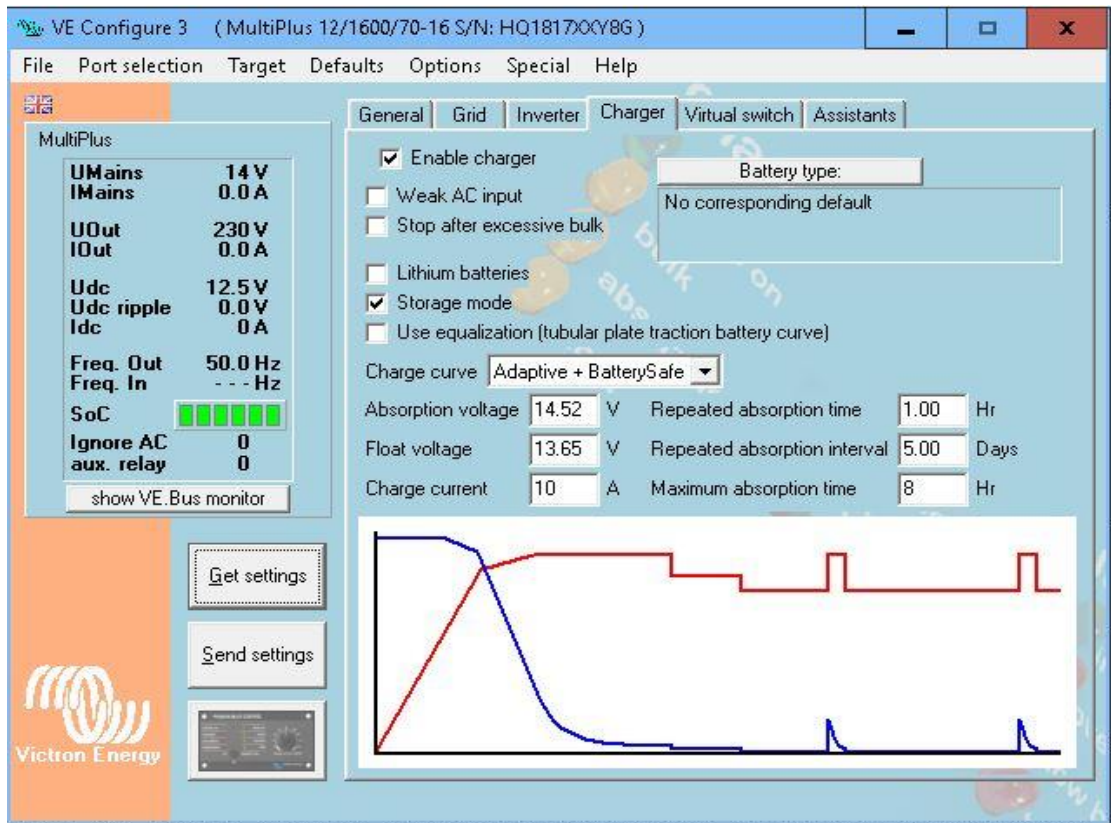 VE Configure 3 ( MultiPlus 12/1600/70-16 S/N: HQ1817XXY8G )
File Port selection Target Defaults Options Special Help
MultiPlus
UMains 14 V
IMains 0.0 A
UOut 230 V
IOut 0.0 A
Udc 12.5 V
Udc ripple 0.0 V
Idc 0 A
Freq. Out 50.0 Hz
Freq. In - - - Hz
SoC
Ignore AC 0
aux. relay 0
show VE.Bus monitor
Get settings
Send settings
Victron Energy
General Grid Inverter Charger Virtual switch Assistants
Enable charger
Weak AC input
Stop after excessive bulk
Battery type:
No corresponding default
Lithium batteries
Storage mode
Use equalization (tubular plate traction battery curve)
Charge curve Adaptive + BatterySafe
Absorption voltage 14.52 V Repeated absorption time 1.00 Hr
Float voltage 13.65 V Repeated absorption interval 5.00 Days
Charge current 10 A Maximum absorption time 8 Hr
bulk
abs
on